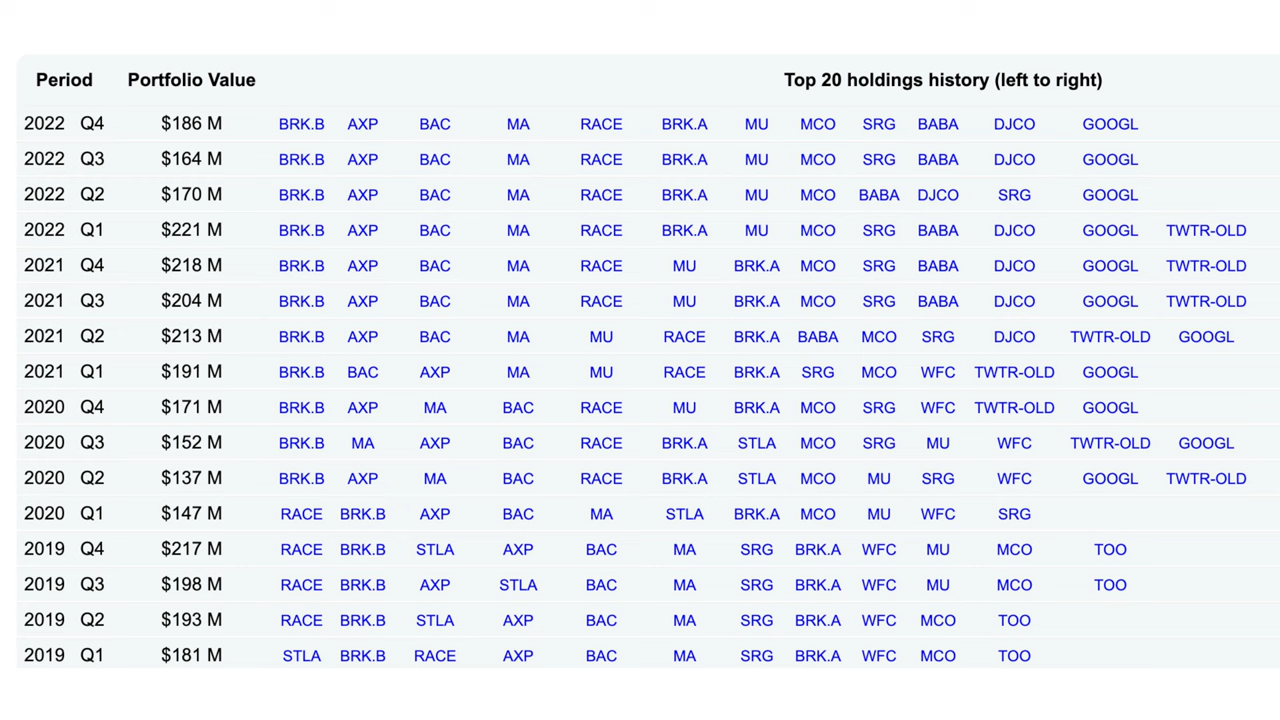 Period Portfolio Value Top 20 holdings history (left to right)
2022 Q4 $186 M BRK.B AXP BAC MA RACE BRK.A MU MCO SRG BABA DJCO GOOGL
2022 Q3 $164 M BRK.B AXP BAC MA RACE BRK.A MU MCO SRG BABA DJCO GOOGL
2022 Q2 $170 M BRK.B AXP BAC MA RACE BRK.A MU MCO BABA DJCO SRG GOOGL
2022 Q1 $221 M BRK.B AXP BAC MA RACE BRK.A MU MCO SRG BABA DJCO GOOGL TWTR-OLD
2021 Q4 $218 M BRK.B AXP BAC MA RACE MU BRK.A MCO SRG BABA DJCO GOOGL TWTR-OLD
2021 Q3 $204 M BRK.B AXP BAC MA RACE MU BRK.A MCO SRG BABA DJCO GOOGL TWTR-OLD
2021 Q2 $213 M BRK.B AXP BAC MA MU RACE BRK.A BABA MCO SRG DJCO TWTR-OLD GOOGL
2021 Q1 $191 M BRK.B BAC AXP MA MU RACE BRK.A SRG MCO WFC TWTR-OLD GOOGL
2020 Q4 $171 M BRK.B AXP MA BAC RACE MU BRK.A MCO SRG WFC TWTR-OLD GOOGL
2020 Q3 $152 M BRK.B MA AXP BAC RACE BRK.A STLA MCO SRG MU WFC TWTR-OLD GOOGL
2020 Q2 $137 M BRK.B AXP MA BAC RACE BRK.A STLA MCO MU SRG WFC GOOGL TWTR-OLD
2020 Q1 $147 M RACE BRK.B AXP BAC MA STLA BRK.A MCO MU WFC SRG
2019 Q4 $217 M RACE BRK.B STLA AXP BAC MA SRG BRK.A WFC MU MCO TOO
2019 Q3 $198 M RACE BRK.B AXP STLA BAC MA SRG BRK.A WFC MU MCO TOO
2019 Q2 $193 M RACE BRK.B STLA AXP BAC MA SRG BRK.A WFC MCO TOO
2019 Q1 $181 M STLA BRK.B RACE AXP BAC MA SRG BRK.A WFC MCO TOO